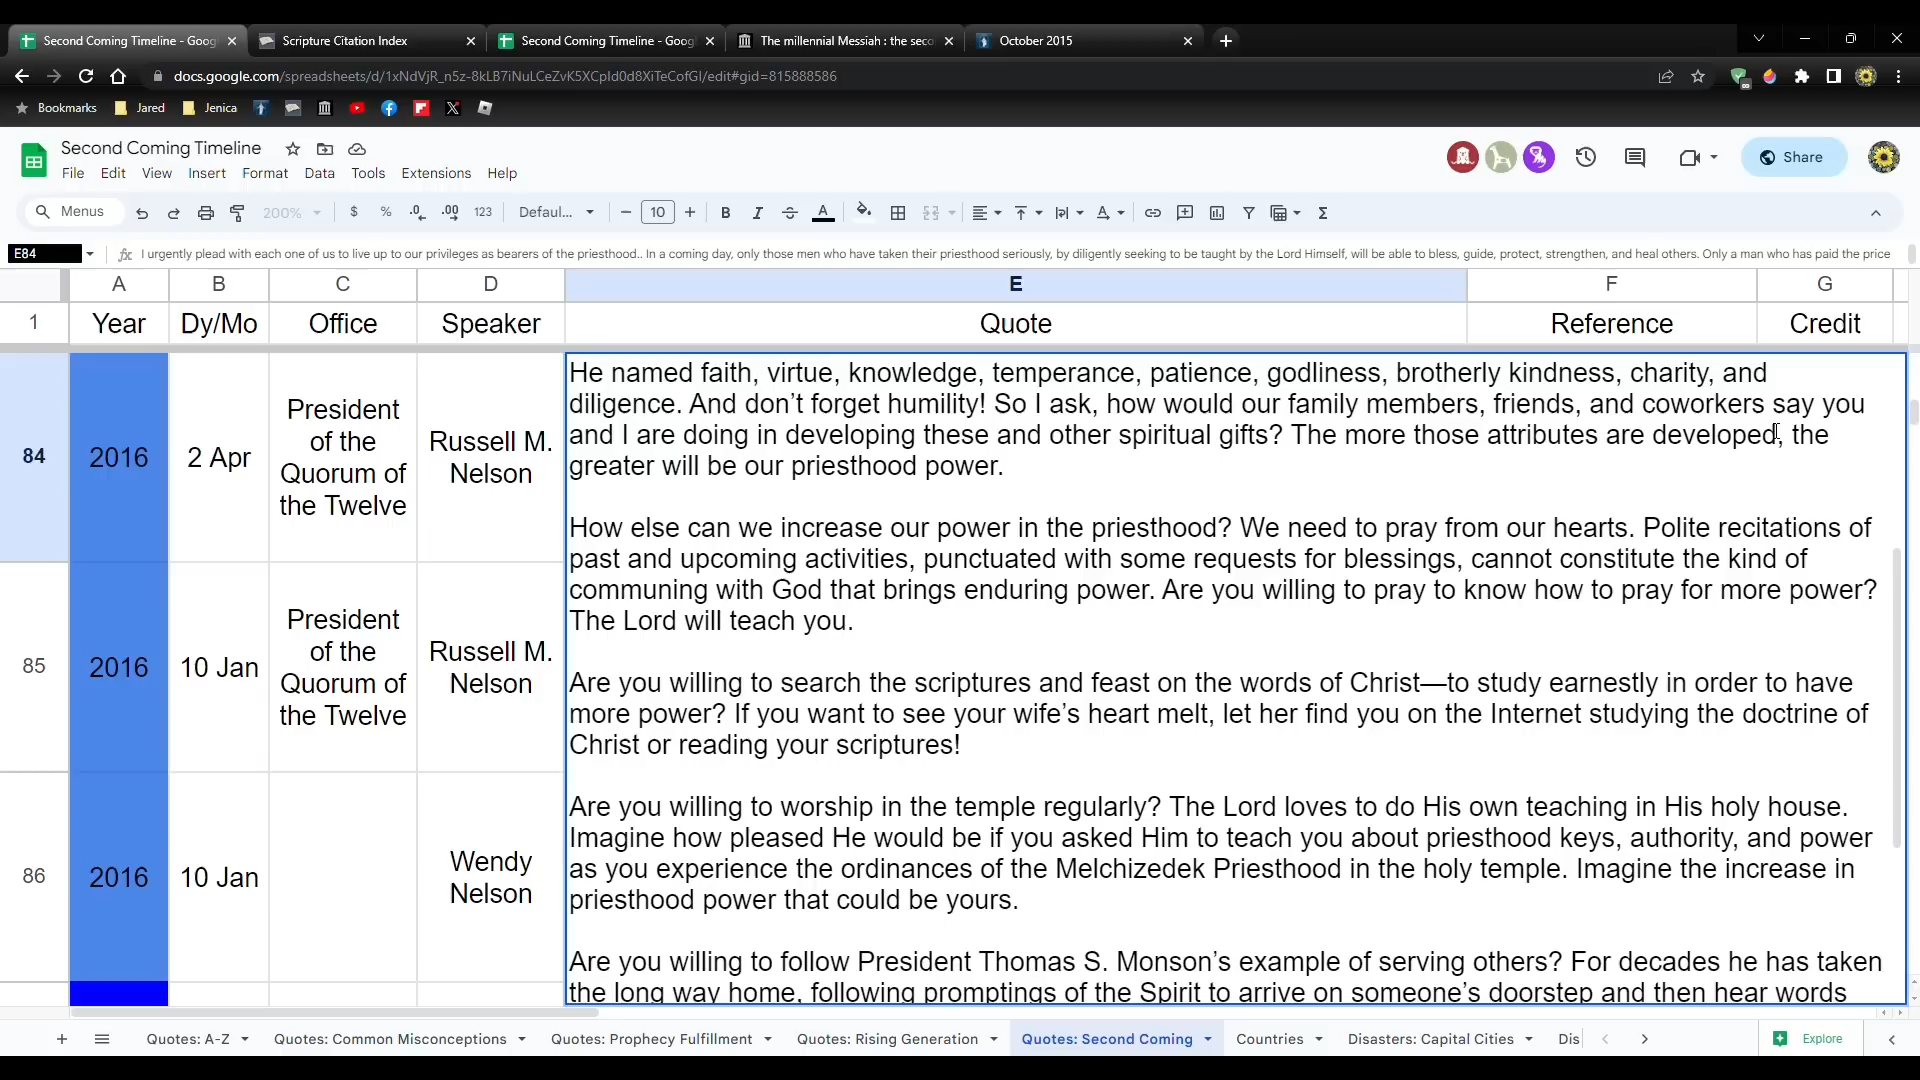 Second Coming Timeline - Goog
Scripture Citation Index
Second Coming Timeline - Goog
The millennial Messiah : the seco
October 2015
docs.google.com/spreadsheets/d/1xNdVjR_n5z-8kLB7iNuLCeZvK5XCpId0d8XiTeCofGI/edit#gid=815888586
Bookmarks
Jared
Jenica
Second Coming Timeline
File Edit View Insert Format Data Tools Extensions Help
Share
Menus
200%
$ % .0 .00 123
Defaul...
10
B I A
E84
fx I urgently plead with each one of us to live up to our privileges as bearers of the priesthood.. In a coming day, only those men who have taken their priesthood seriously, by diligently seeking to be taught by the Lord Himself, will be able to bless, guide, protect, strengthen, and heal others. Only a man who has paid the price
A B C D E F G
1 Year Dy/Mo Office Speaker Quote Reference Credit
84 2016 2 Apr
President
of the
Quorum of
the Twelve
Russell M.
Nelson
85 2016 10 Jan
President
of the
Quorum of
the Twelve
Russell M.
Nelson
86 2016 10 Jan
Wendy
Nelson
He named faith, virtue, knowledge, temperance, patience, godliness, brotherly kindness, charity, and
diligence. And don’t forget humility! So I ask, how would our family members, friends, and coworkers say you
and I are doing in developing these and other spiritual gifts? The more those attributes are developed, the
greater will be our priesthood power.
How else can we increase our power in the priesthood? We need to pray from our hearts. Polite recitations of
past and upcoming activities, punctuated with some requests for blessings, cannot constitute the kind of
communing with God that brings enduring power. Are you willing to pray to know how to pray for more power?
The Lord will teach you.
Are you willing to search the scriptures and feast on the words of Christ—to study earnestly in order to have
more power? If you want to see your wife’s heart melt, let her find you on the Internet studying the doctrine of
Christ or reading your scriptures!
Are you willing to worship in the temple regularly? The Lord loves to do His own teaching in His holy house.
Imagine how pleased He would be if you asked Him to teach you about priesthood keys, authority, and power
as you experience the ordinances of the Melchizedek Priesthood in the holy temple. Imagine the increase in
priesthood power that could be yours.
Are you willing to follow President Thomas S. Monson’s example of serving others? For decades he has taken
the long way home, following promptings of the Spirit to arrive on someone’s doorstep and then hear words
Quotes: A-Z
Quotes: Common Misconceptions
Quotes: Prophecy Fulfillment
Quotes: Rising Generation
Quotes: Second Coming
Countries
Disasters: Capital Cities
Dis
Explore